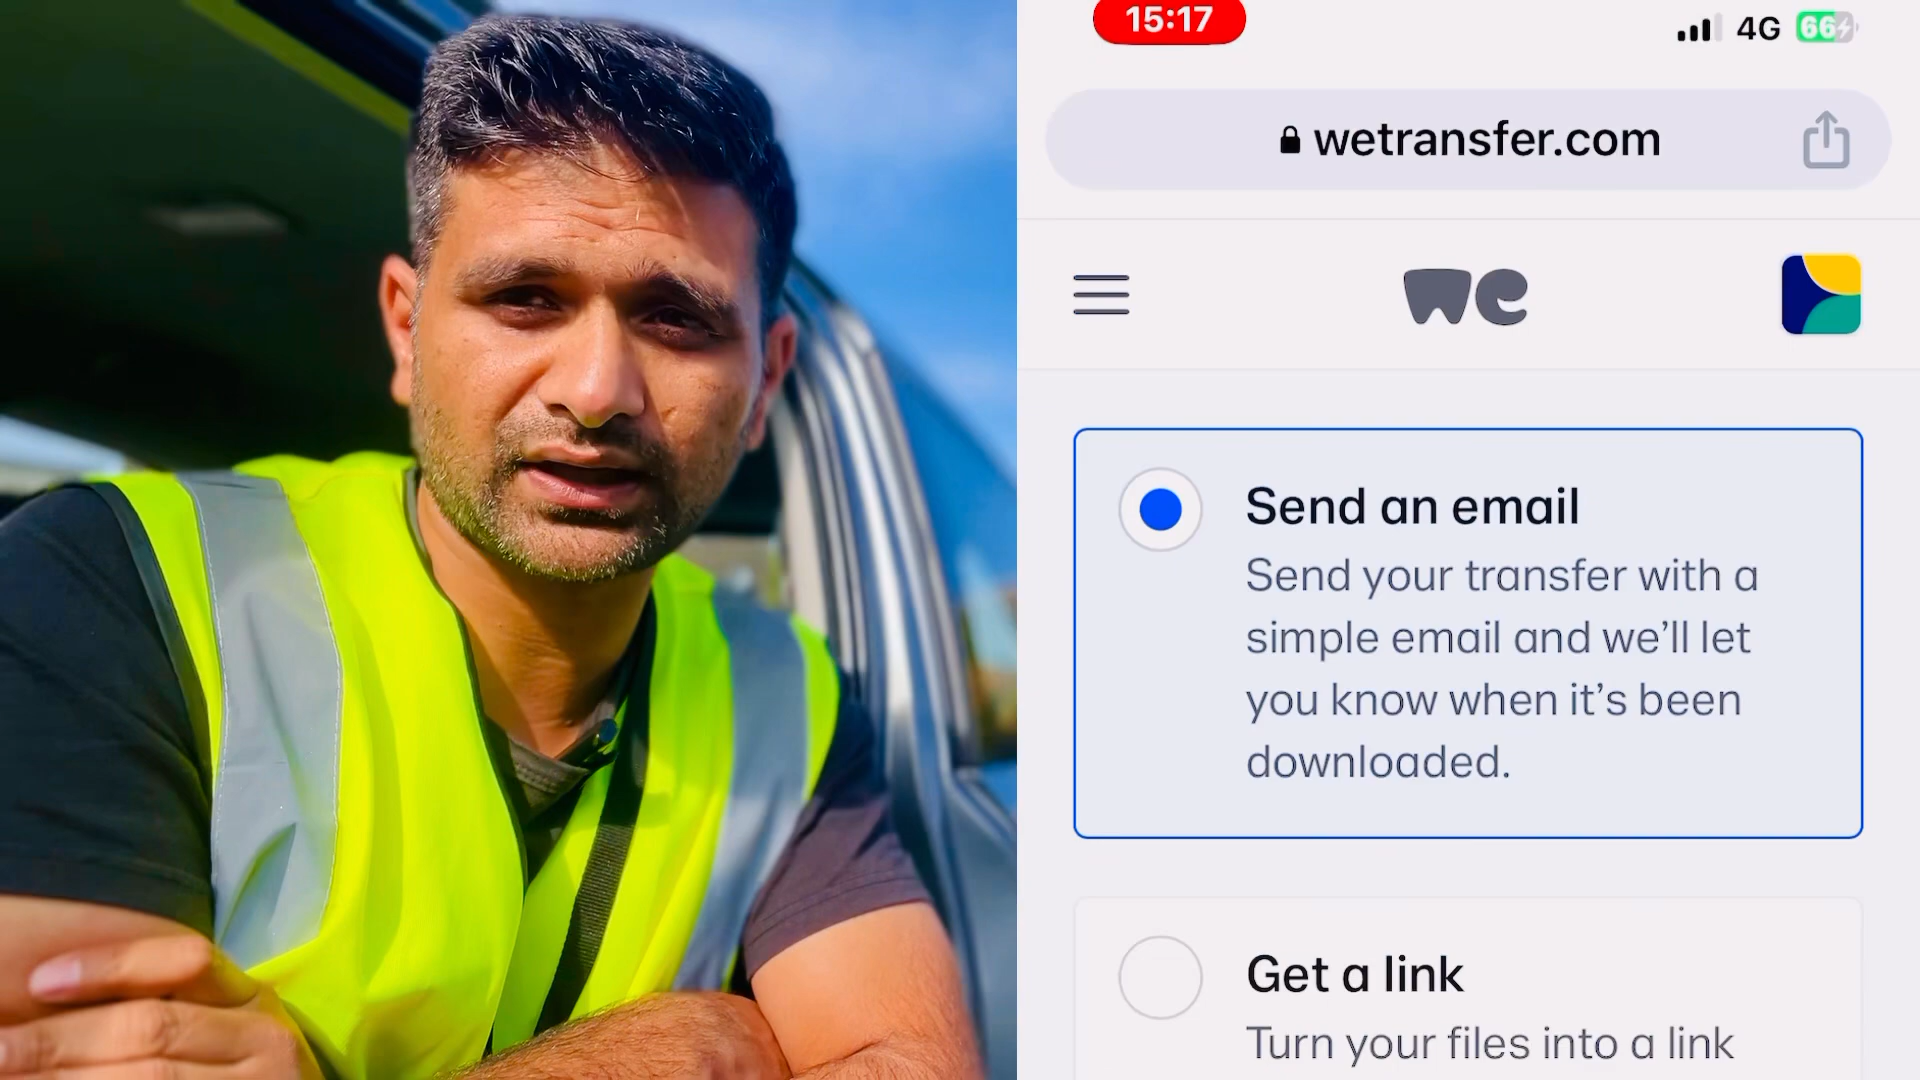 15:17
4G
66
wetransfer.com
we
Send an email
Send your transfer with a
simple email and we’ll let
you know when it’s been
downloaded.
Get a link
Turn your files into a link